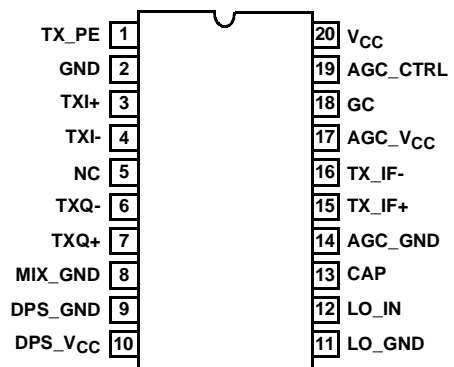 TX_PE 1 20 VCC
GND 2 19 AGC_CTRL
TXI+ 3 18 GC
TXI- 4 17 AGC_VCC
NC 5 16 TX_IF-
TXQ- 6 15 TX_IF+
TXQ+ 7 14 AGC_GND
MIX_GND 8 13 CAP
DPS_GND 9 12 LO_IN
DPS_VCC 10 11 LO_GND